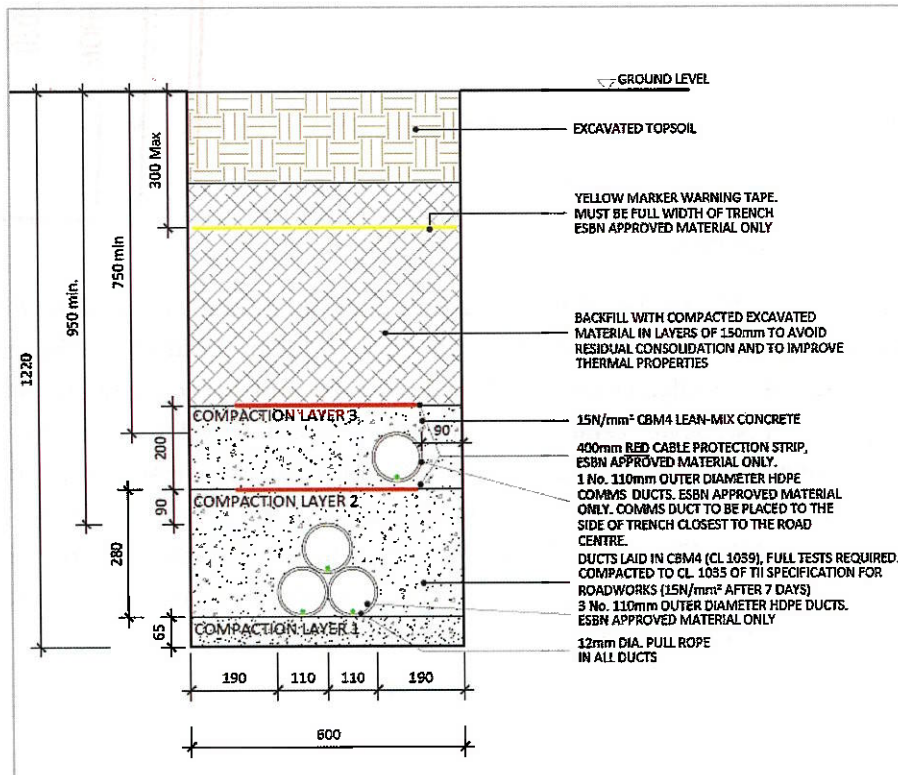 GROUND LEVEL
EXCAVATED TOPSOIL
YELLOW MARKER WARNING TAPE.
MUST BE FULL WIDTH OF TRENCH
ESBN APPROVED MATERIAL ONLY
BACKFILL WITH COMPACTED EXCAVATED
MATERIAL IN LAYERS OF 150mm TO AVOID
RESIDUAL CONSOLIDATION AND TO IMPROVE
THERMAL PROPERTIES
15N/mm² CBM4 LEAN-MIX CONCRETE
400mm RED CABLE PROTECTION STRIP,
ESBN APPROVED MATERIAL ONLY.
1 No. 110mm OUTER DIAMETER HDPE
COMMS DUCTS. ESBN APPROVED MATERIAL
ONLY. COMMS DUCT TO BE PLACED TO THE
SIDE OF TRENCH CLOSEST TO THE ROAD
CENTRE.
DUCTS LAID IN CBM4 (CL 1039), FULL TESTS REQUIRED.
COMPACTED TO CL. 1035 OF TII SPECIFICATION FOR
ROADWORKS (15N/mm² AFTER 7 DAYS)
3 No. 110mm OUTER DIAMETER HDPE DUCTS.
ESBN APPROVED MATERIAL ONLY
12mm DIA. PULL ROPE
IN ALL DUCTS
COMPACTION LAYER 3
COMPACTION LAYER 2
COMPACTION LAYER 1
1220
950 min.
750 min
300 Max
200
90
280
65
90
190
110
110
190
600